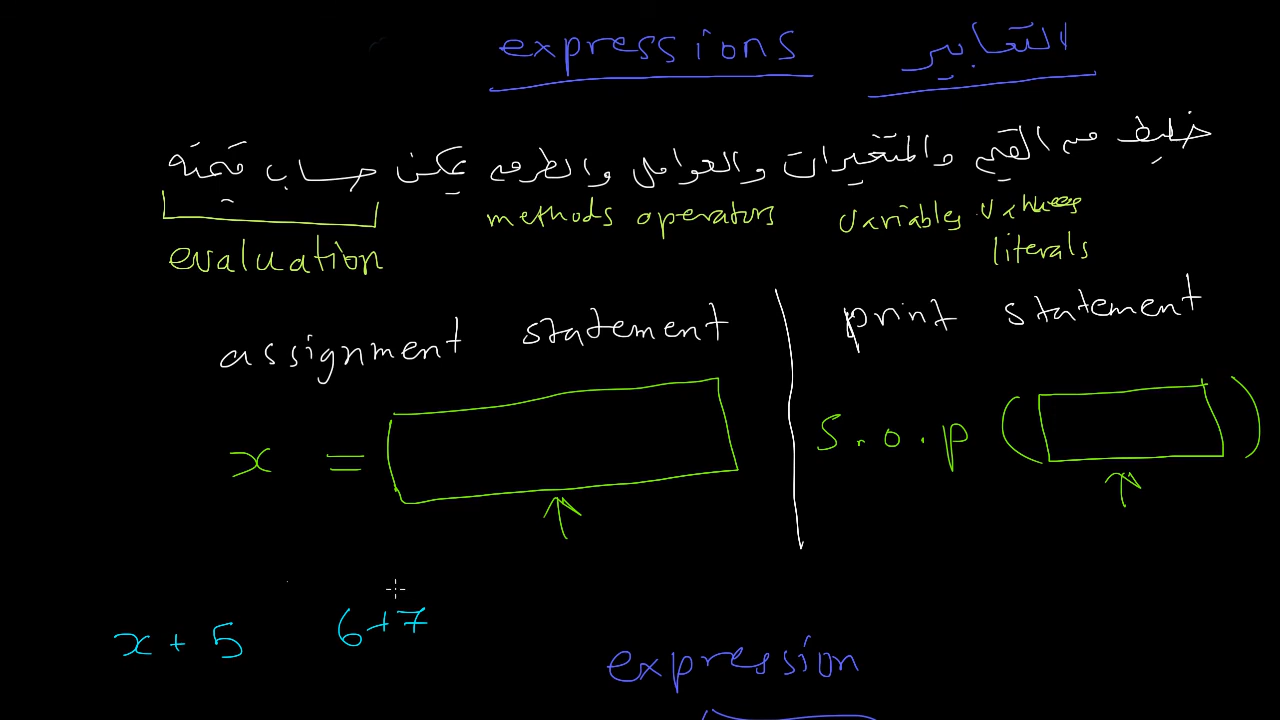 expressions التعابير
خليط من القيم والمتغيرات والعوامل والطرق يمكن حساب قيمته
methods operators variables values
evaluation literals
assignment statement
print statement
x =
s.o.p ( )
x + 5 6+7
expression